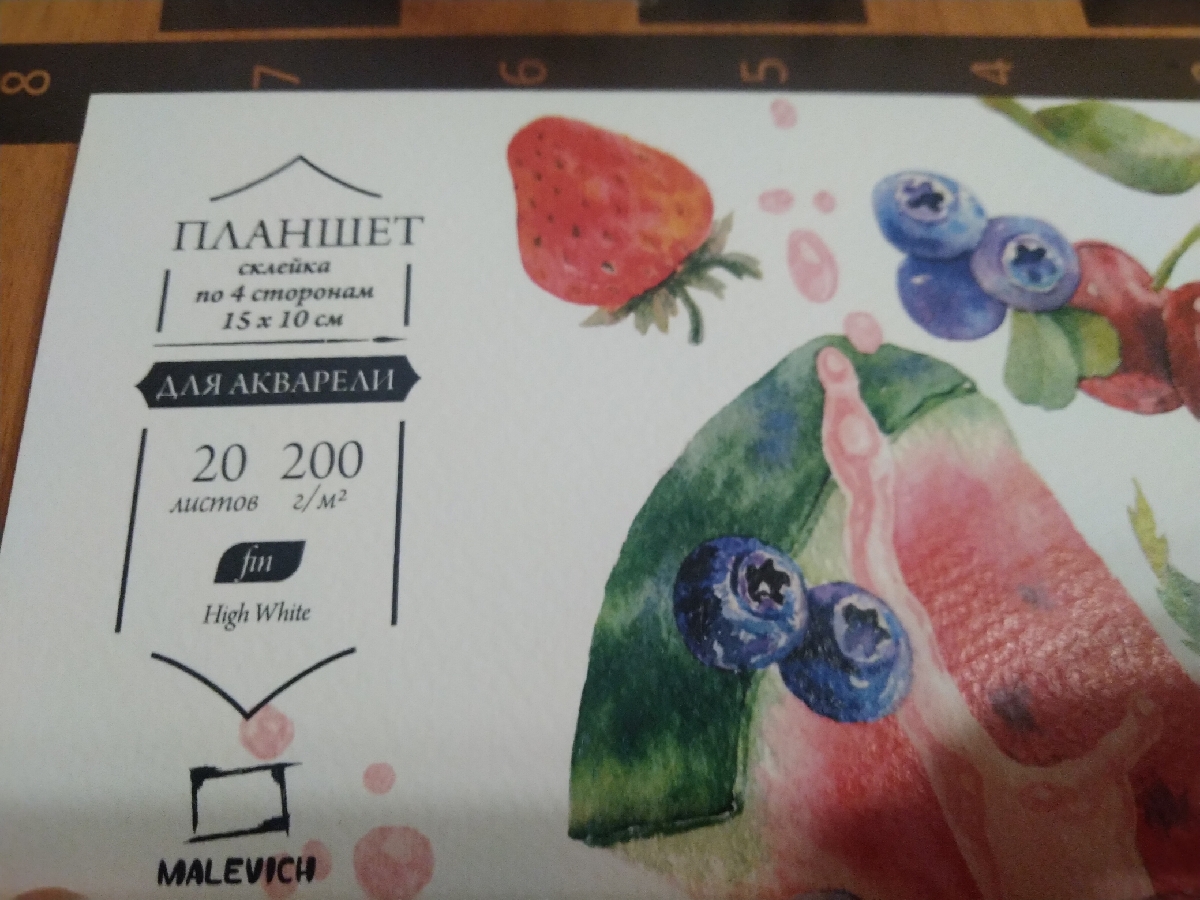 8 7 6 5 4
ПЛАНШЕТ
склейка
по 4 сторонам
15 х 10 см
ДЛЯ АКВАРЕЛИ
20 200
листов г/м²
fin
High White
MALEVICH